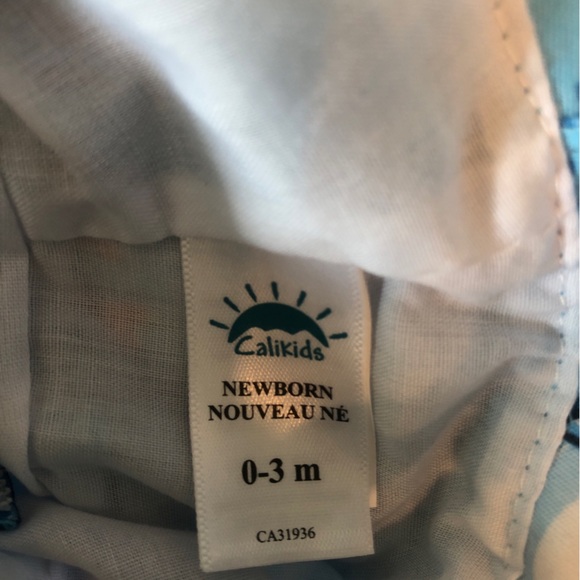 Calikids
NEWBORN
NOUVEAU NÉ
0-3 m
CA31936